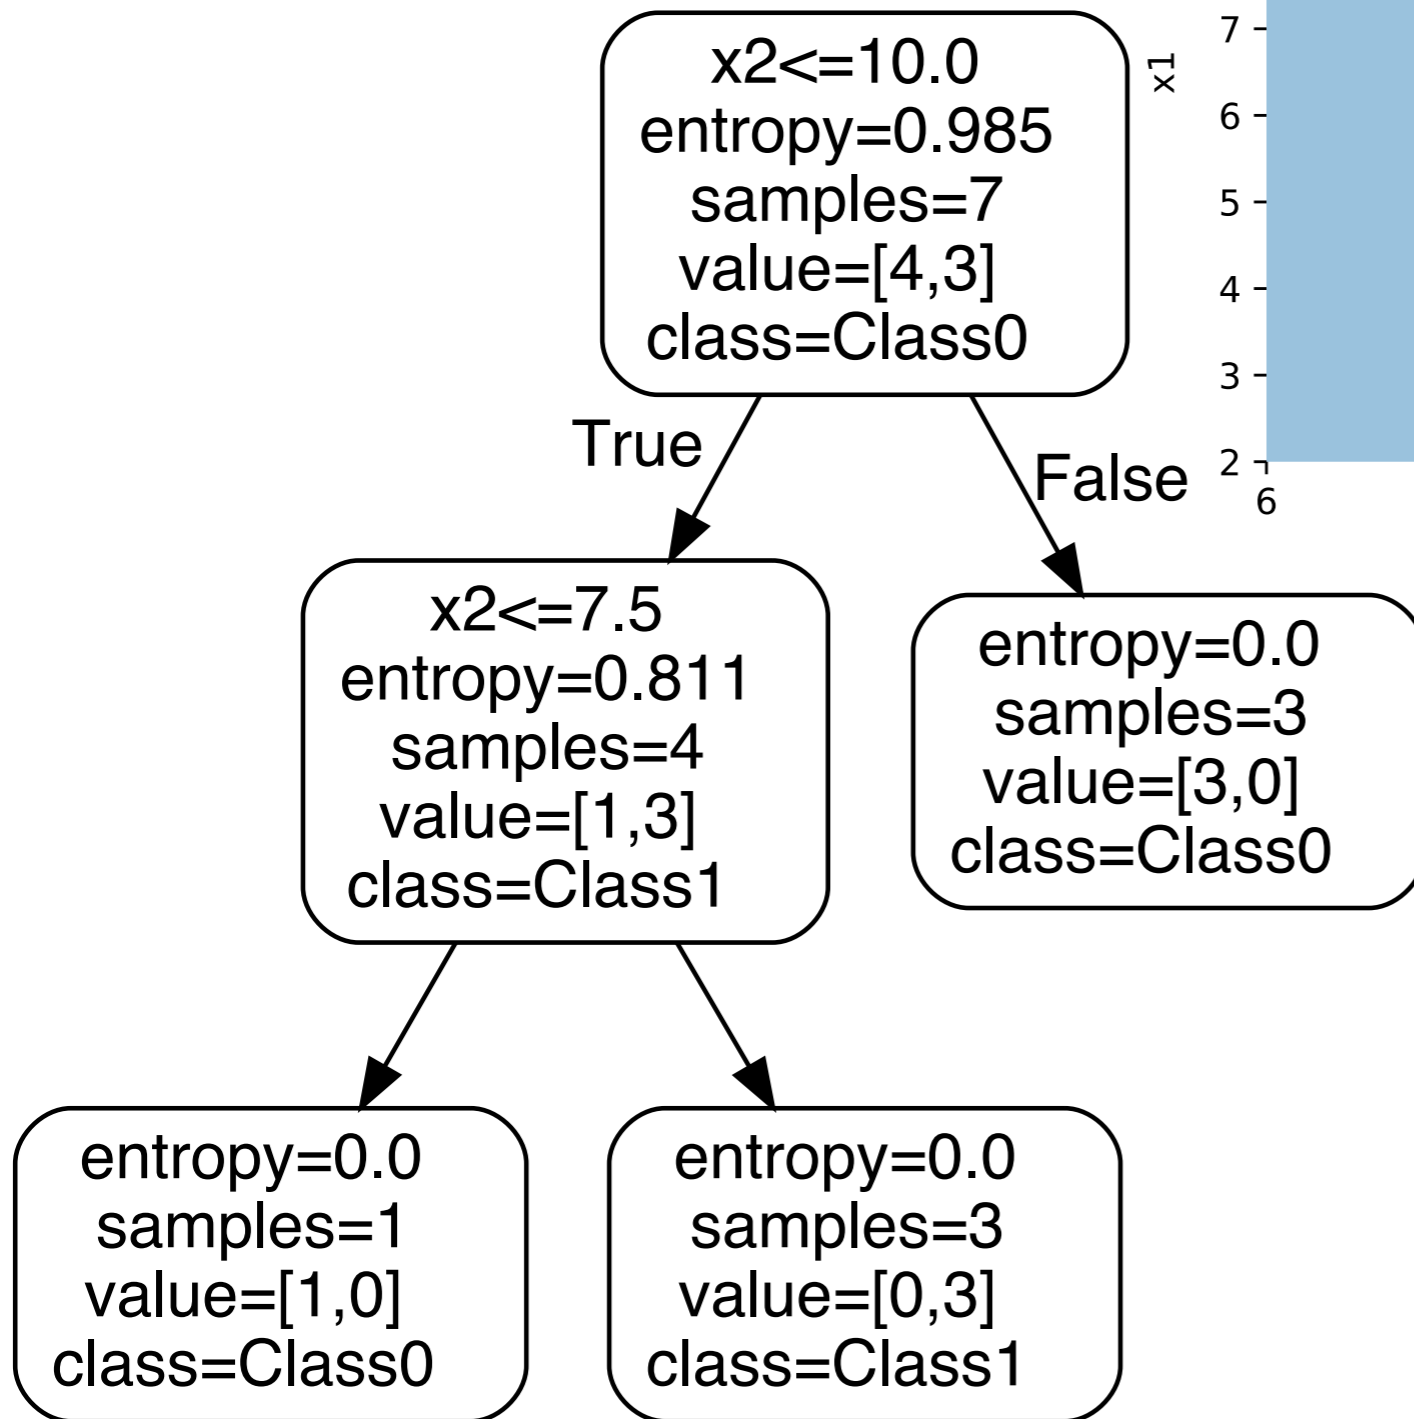 x2<=10.0
entropy=0.985
samples=7
value=[4,3]
class=Class0
True
False
x2<=7.5
entropy=0.811
samples=4
value=[1,3]
class=Class1
entropy=0.0
samples=3
value=[3,0]
class=Class0
entropy=0.0
samples=1
value=[1,0]
class=Class0
entropy=0.0
samples=3
value=[0,3]
class=Class1
x1
7
6
5
4
3
2
6